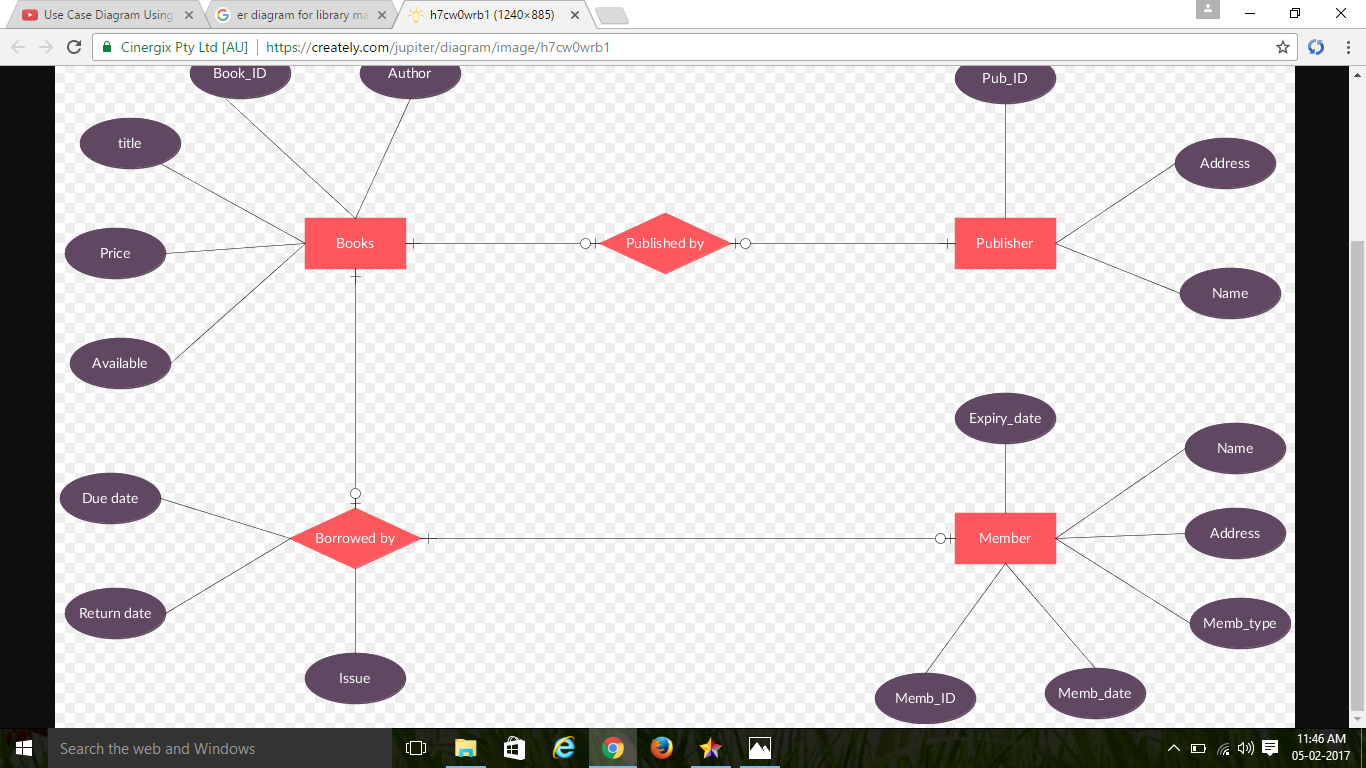 Use Case Diagram Using
er diagram for library ma
h7cw0wrb1 (1240×885)
Cinergix Pty Ltd [AU]
https://creately.com/jupiter/diagram/image/h7cw0wrb1
Book_ID
Author
Pub_ID
title
Address
Price
Books
Published by
Publisher
Name
Available
Expiry_date
Name
Due date
Borrowed by
Member
Address
Return date
Memb_type
Issue
Memb_ID
Memb_date
Search the web and Windows
11:46 AM
05-02-2017